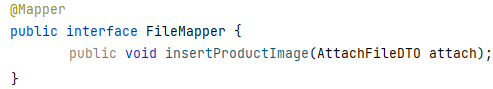 @Mapper
public interface FileMapper {
public void insertProductImage(AttachFileDTO attach);
}